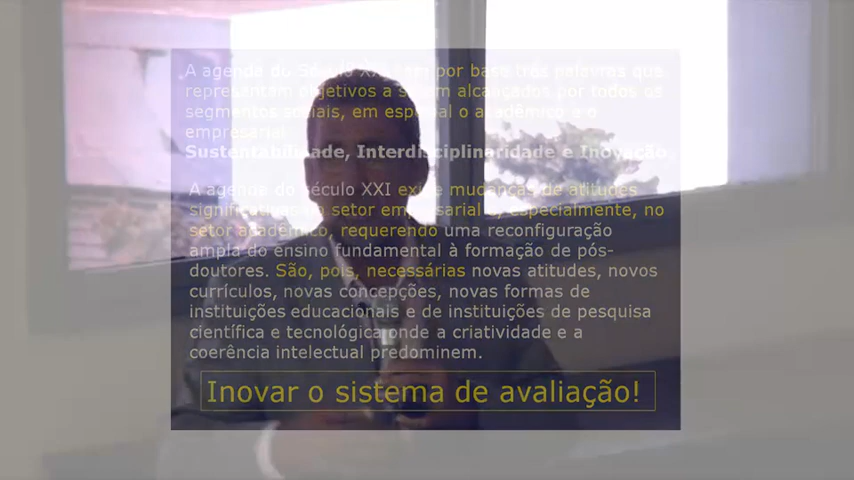 A agenda do Século XXI tem por base três palavras que
representam objetivos a serem alcançados por todos os
segmentos sociais, em especial o acadêmico e o
empresarial
Sustentabilidade, Interdisciplinaridade e Inovação.
A agenda do século XXI exige mudanças de atitudes
significativas no setor empresarial e, especialmente, no
setor acadêmico, requerendo uma reconfiguração
ampla do ensino fundamental à formação de pós-
doutores. São, pois, necessárias novas atitudes, novos
currículos, novas concepções, novas formas de
instituições educacionais e de instituições de pesquisa
científica e tecnológica onde a criatividade e a
coerência intelectual predominem.
Inovar o sistema de avaliação!